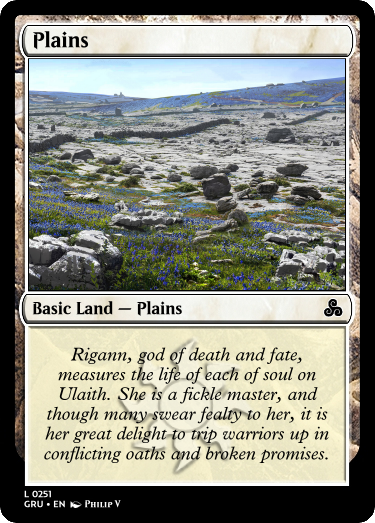 Plains
Basic Land — Plains
Rigann, god of death and fate,
measures the life of each of soul on
Ulaith. She is a fickle master, and
though many swear fealty to her, it is
her great delight to trip warriors up in
conflicting oaths and broken promises.
L 0251
GRU • EN Philip V